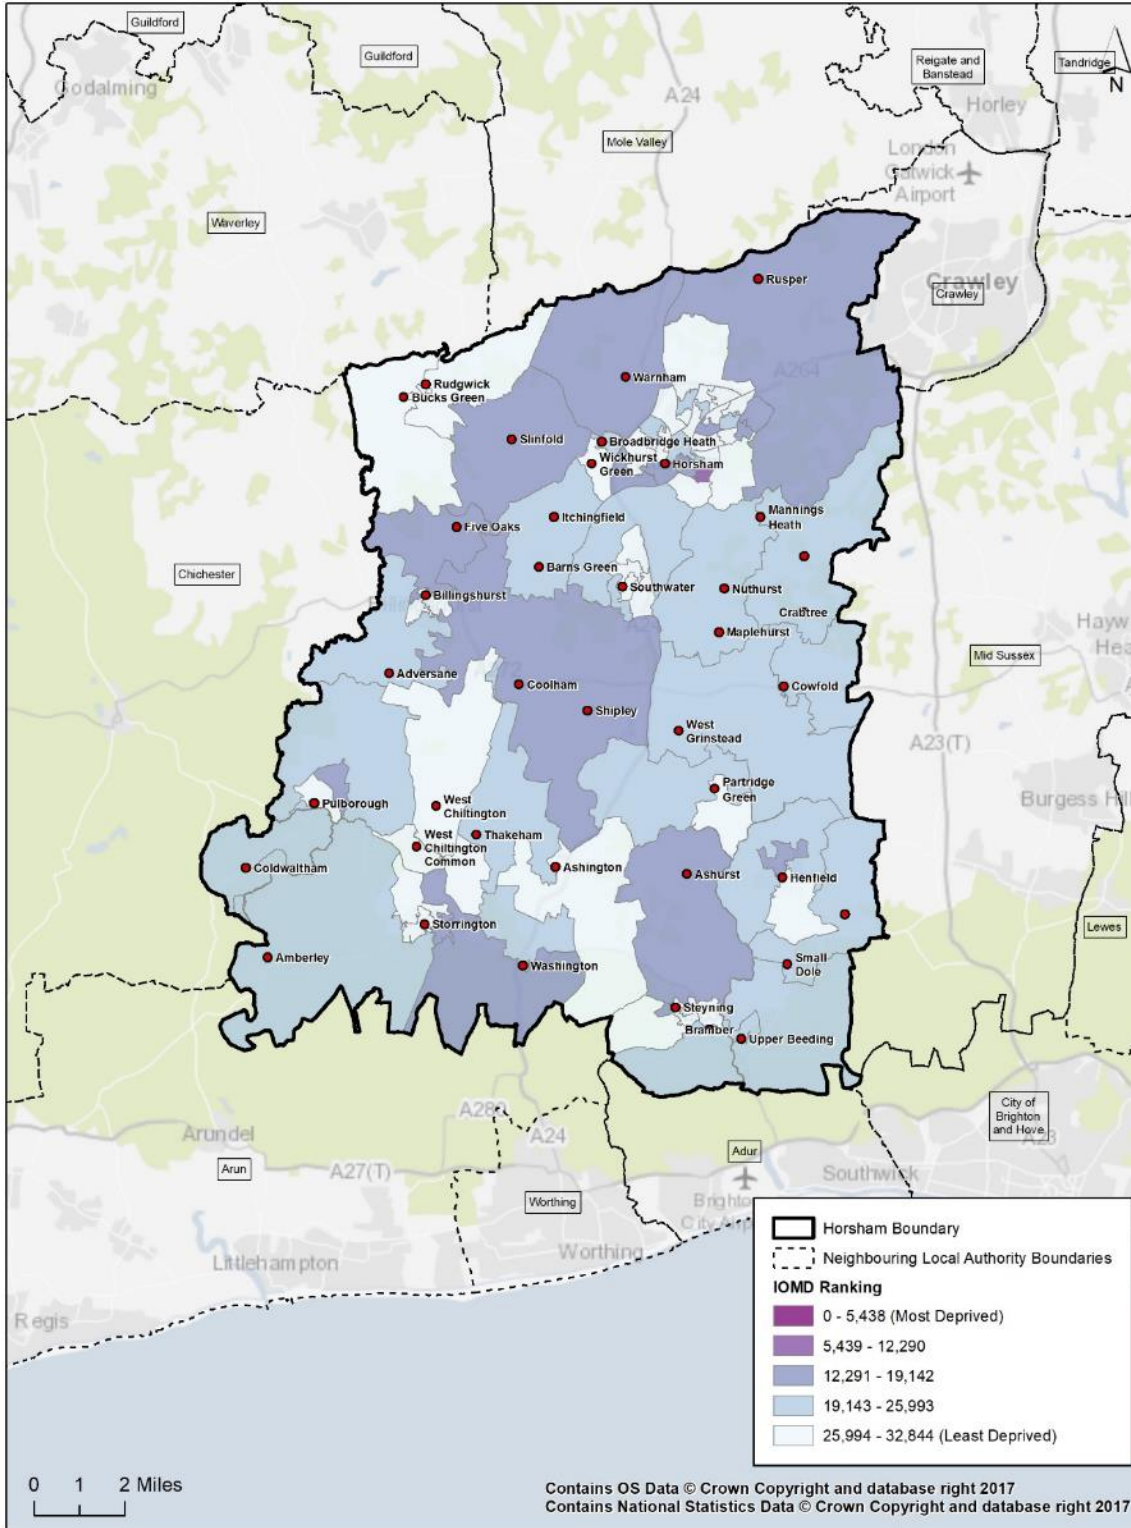 Guildford
Guildford
Godalming
A24
Reigate and
Banstead
Tandridge
N
Horley
Mole Valley
London
Gatwick
Airport
Waverley
Rusper
Crawley
Crawley
A264
Warnham
Rudgwick
Bucks Green
Slinfold
Broadbridge Heath
Wickhurst
Green
Horsham
Mannings
Heath
Itchingfield
Five Oaks
Chichester
Barns Green
Southwater
Nuthurst
Billingshurst
Crabtree
Maplehurst
Mid Sussex
Adversane
Coolham
Cowfold
Shipley
West
Grinstead
A23(T)
Partridge
Green
Burgess Hill
Pulborough
West
Chiltington
Thakeham
West
Chiltington
Common
Coldwaltham
Ashington
Ashurst
Henfield
Storrington
Lewes
Amberley
Washington
Small
Dole
Steyning
Bramber
Upper Beeding
City of
Brighton
and Hove
A23
Arundel
A24
Arun
A27(T)
Adur
Southwick
Worthing
Worthing
Littlehampton
Regis
Horsham Boundary
Neighbouring Local Authority Boundaries
IOMD Ranking
0 - 5,438 (Most Deprived)
5,439 - 12,290
12,291 - 19,142
19,143 - 25,993
25,994 - 32,844 (Least Deprived)
0 1 2 Miles
Contains OS Data © Crown Copyright and database right 2017
Contains National Statistics Data © Crown Copyright and database right 2017